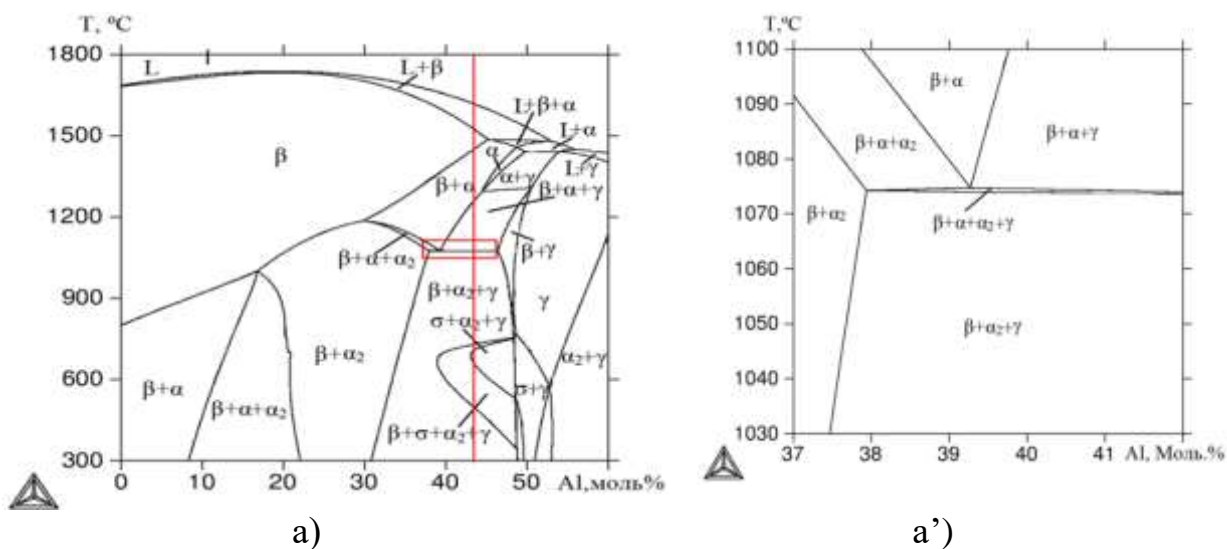 T, ºC
1800
1500
1200
900
600
300
0
10
20
30
40
50
Al,моль%
L
L+β
L+β+α
L+α
α
β
α+γ
L+γ
β+α
β+α+γ
β+α+α₂
β+γ
β+α₂+γ
γ
σ+α₂+γ
β+α₂
α₂+γ
β+α
σ+γ
β+α+α₂
β+σ+α₂+γ
a)
T,ºC
1100
1090
1080
1070
1060
1050
1040
1030
37
38
39
40
41
Al, Моль.%
β+α
β+α+γ
β+α+α₂
β+α₂
β+α+α₂+γ
β+α₂+γ
a’)